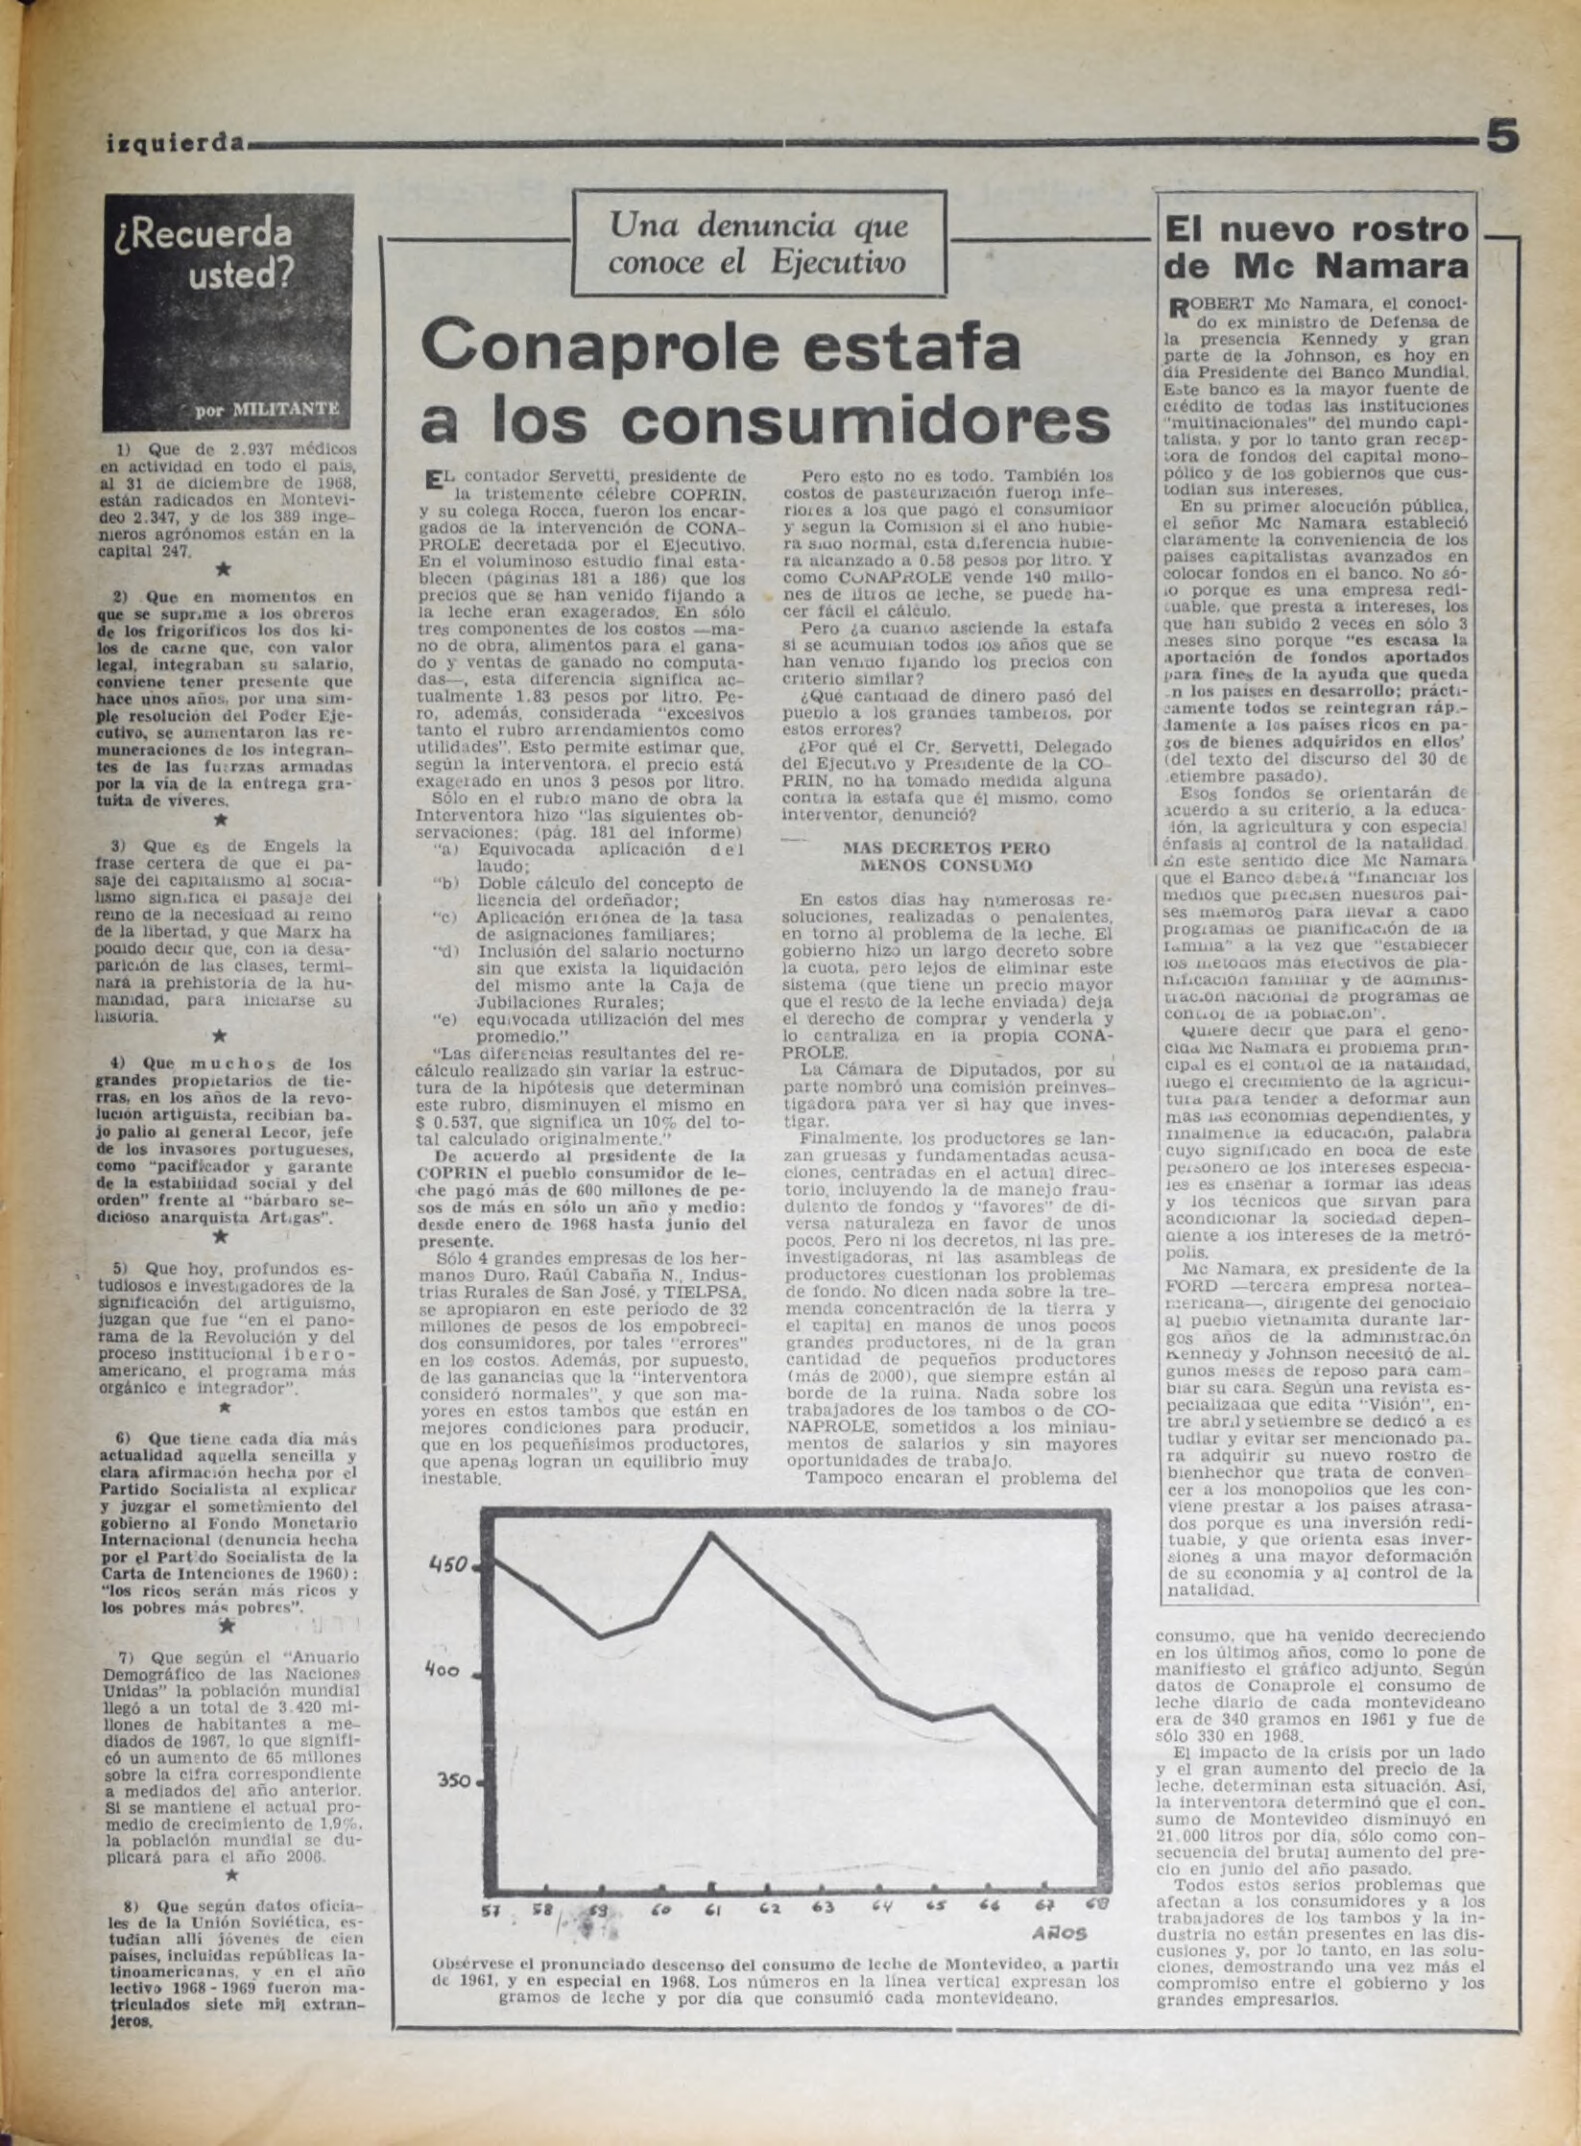 izquierda
5
¿Recuerda
usted?
por MILITANTE
1) Que de 2.937 médicos
en actividad en todo el país,
al 31 de diciembre de 1968,
están radicados en Montevi-
deo 2.347, y de los 389 inge-
nieros agrónomos están en la
capital 247.
2) Que en momentos en
que se suprime a los obreros
de los frigoríficos los dos ki-
los de carne que, con valor
legal, integraban su salario,
conviene tener presente que
hace unos años, por una sim-
ple resolución del Poder Eje-
cutivo, se aumentaron las re-
muneraciones de los integran-
tes de las fuerzas armadas
por la vía de la entrega gra-
tuita de víveres.
3) Que es de Engels la
frase certera de que el pa-
saje del capitalismo al socia-
lismo significa el pasaje del
reino de la necesidad al reino
de la libertad, y que Marx ha
podido decir que, con la desa-
parición de las clases, termi-
nará la prehistoria de la hu-
manidad, para iniciarse su
historia.
4) Que muchos de los
grandes propietarios de tie-
rras, en los años de la revo-
lución artiguista, recibían ba-
jo palio al general Lecor, jefe
de los invasores portugueses,
como "pacificador y garante
de la estabilidad social y del
orden" frente al "bárbaro se-
dicioso anarquista Artigas".
5) Que hoy, profundos es-
tudiosos e investigadores de la
significación del artiguismo,
juzgan que fue "en el pano-
rama de la Revolución y del
proceso institucional ibero-
americano, el programa más
orgánico e integrador".
6) Que tiene cada día más
actualidad aquella sencilla y
clara afirmación hecha por el
Partido Socialista al explicar
y juzgar el sometimiento del
gobierno al Fondo Monetario
Internacional (denuncia hecha
por el Partido Socialista de la
Carta de Intenciones de 1960):
"los ricos serán más ricos y
los pobres más pobres".
7) Que según el "Anuario
Demográfico de las Naciones
Unidas" la población mundial
llegó a un total de 3.420 mi-
llones de habitantes a me-
diados de 1967, lo que signifi-
có un aumento de 65 millones
sobre la cifra correspondiente
a mediados del año anterior.
Si se mantiene el actual pro-
medio de crecimiento de 1,9%,
la población mundial se du-
plicará para el año 2006.
8) Que según datos oficia-
les de la Unión Soviética, es-
tudian allí jóvenes de cien
países, incluidas repúblicas la-
tinoamericanas, y en el año
lectivo 1968-1969 fueron ma-
triculados siete mil extran-
jeros.
Una denuncia que
conoce el Ejecutivo
Conaprole estafa
a los consumidores
EL contador Servetti, presidente de
la tristemente célebre COPRIN,
y su colega Rocca, fueron los encar-
gados de la intervención de CONA-
PROLE decretada por el Ejecutivo.
En el voluminoso estudio final esta-
blecen (páginas 181 a 186) que los
precios que se han venido fijando a
la leche eran exagerados. En sólo
tres componentes de los costos —ma-
no de obra, alimentos para el gana-
do y ventas de ganado no computa-
das—, esta diferencia significa ac-
tualmente 1.83 pesos por litro. Pe-
ro, además, considerada "excesivos
tanto el rubro arrendamientos como
utilidades". Esto permite estimar que,
según la interventora, el precio está
exagerado en unos 3 pesos por litro.
Sólo en el rubro mano de obra la
Interventora hizo "las siguientes ob-
servaciones: (pág. 181 del informe)
"a) Equivocada aplicación del
laudo;
"b) Doble cálculo del concepto de
licencia del ordeñador;
"c) Aplicación eriónea de la tasa
de asignaciones familiares;
"d) Inclusión del salario nocturno
sin que exista la liquidación
del mismo ante la Caja de
Jubilaciones Rurales;
"e) equivocada utilización del mes
promedio."
"Las diferencias resultantes del re-
cálculo realizado sin variar la estruc-
tura de la hipótesis que determinan
este rubro, disminuyen el mismo en
$ 0.537, que significa un 10% del to-
tal calculado originalmente."
De acuerdo al presidente de la
COPRIN el pueblo consumidor de le-
che pagó más de 600 millones de pe-
sos de más en sólo un año y medio:
desde enero de 1968 hasta junio del
presente.
Sólo 4 grandes empresas de los her-
manos Duro, Raúl Cabaña N., Indus-
trias Rurales de San José, y TIELPSA,
se apropiaron en este período de 32
millones de pesos de los empobreci-
dos consumidores, por tales "errores"
en los costos. Además, por supuesto,
de las ganancias que la "interventora
consideró normales", y que son ma-
yores en estos tambos que están en
mejores condiciones para producir,
que en los pequeñísimos productores,
que apenas logran un equilibrio muy
inestable.
Pero esto no es todo. También los
costos de pasteurización fueron infe-
riores a los que pagó el consumidor
y según la Comisión si el año hubie-
ra sido normal, esta diferencia hubie-
ra alcanzado a 0.58 pesos por litro. Y
como CONAPROLE vende 140 millo-
nes de litros de leche, se puede ha-
cer fácil el cálculo.
Pero ¿a cuánto asciende la estafa
si se acumulan todos los años que se
han venido fijando los precios con
criterio similar?
¿Qué cantidad de dinero pasó del
pueblo a los grandes tamberos, por
estos errores?
¿Por qué el Cr. Servetti, Delegado
del Ejecutivo y Presidente de la CO-
PRIN, no ha tomado medida alguna
contra la estafa que él mismo, como
interventor, denunció?
MAS DECRETOS PERO
MENOS CONSUMO
En estos días hay numerosas re-
soluciones, realizadas o penaientes,
en torno al problema de la leche. El
gobierno hizo un largo decreto sobre
la cuota, pero lejos de eliminar este
sistema (que tiene un precio mayor
que el resto de la leche enviada) deja
el derecho de comprar y venderla y
lo centraliza en la propia CONA-
PROLE.
La Cámara de Diputados, por su
parte nombró una comisión preinves-
tigadora para ver si hay que inves-
tigar.
Finalmente, los productores se lan-
zan gruesas y fundamentadas acusa-
ciones, centradas en el actual direc-
torio, incluyendo la de manejo frau-
dulento de fondos y "favores" de di-
versa naturaleza en favor de unos
pocos. Pero ni los decretos, ni las pre-
investigadoras, ni las asambleas de
productores cuestionan los problemas
de fondo. No dicen nada sobre la tre-
menda concentración de la tierra y
el capital en manos de unos pocos
grandes productores, ni de la gran
cantidad de pequeños productores
(más de 2000), que siempre están al
borde de la ruina. Nada sobre los
trabajadores de los tambos o de CO-
NAPROLE, sometidos a los miniau-
mentos de salarios y sin mayores
oportunidades de trabajo.
Tampoco encaran el problema del
450
400
350
57 58 59 60 61 62 63 64 65 66 67 68
AÑOS
Obsérvese el pronunciado descenso del consumo de leche de Montevideo, a partir
de 1961, y en especial en 1968. Los números en la línea vertical expresan los
gramos de leche y por día que consumió cada montevideano.
El nuevo rostro
de Mc Namara
ROBERT Mc Namara, el conoci-
do ex ministro de Defensa de
la presencia Kennedy y gran
parte de la Johnson, es hoy en
día Presidente del Banco Mundial.
Este banco es la mayor fuente de
crédito de todas las instituciones
"multinacionales" del mundo capi-
talista, y por lo tanto gran recep-
tora de fondos del capital mono-
pólico y de los gobiernos que cus-
todian sus intereses.
En su primer alocución pública,
el señor Mc Namara estableció
claramente la conveniencia de los
países capitalistas avanzados en
colocar fondos en el banco. No só-
lo porque es una empresa redi-
tuable, que presta a intereses, los
que han subido 2 veces en sólo 3
meses sino porque "es escasa la
aportación de fondos aportados
para fines de la ayuda que queda
en los países en desarrollo; prácti-
camente todos se reintegran ráp-
damente a los países ricos en pa-
gos de bienes adquiridos en ellos'
(del texto del discurso del 30 de
setiembre pasado).
Esos fondos se orientarán de
acuerdo a su criterio, a la educa-
ción, la agricultura y con especial
énfasis al control de la natalidad.
En este sentido dice Mc Namara
que el Banco deberá "financiar los
medios que precisen nuestros paí-
ses miembros para llevar a cabo
programas de planificación de la
familia" a la vez que "establecer
los métodos más efectivos de pla-
nificación familiar y de adminis-
tración nacional de programas de
control de la población".
Quiere decir que para el geno-
cida Mc Namara el problema prin-
cipal es el control de la natalidad,
luego el crecimiento de la agricul-
tura para tender a deformar aun
más las economías dependientes, y
finalmente la educación, palabra
cuyo significado en boca de este
personero de los intereses especia-
les es enseñar a formar las ideas
y los técnicos que sirvan para
acondicionar la sociedad depen-
diente a los intereses de la metró-
polis.
Mc Namara, ex presidente de la
FORD —tercera empresa nortea-
mericana—, dirigente del genocidio
al pueblo vietnamita durante lar-
gos años de la administración
Kennedy y Johnson necesitó de al-
gunos meses de reposo para cam-
biar su cara. Según una revista es-
pecializada que edita "Visión", en-
tre abril y setiembre se dedicó a es
tudiar y evitar ser mencionado pa-
ra adquirir su nuevo rostro de
bienhechor que trata de conven-
cer a los monopolios que les con-
viene prestar a los países atrasa-
dos porque es una inversión redi-
tuable, y que orienta esas inver-
siones a una mayor deformación
de su economía y al control de la
natalidad.
consumo, que ha venido decreciendo
en los últimos años, como lo pone de
manifiesto el gráfico adjunto. Según
datos de Conaprole el consumo de
leche diario de cada montevideano
era de 340 gramos en 1961 y fue de
sólo 330 en 1968.
El impacto de la crisis por un lado
y el gran aumento del precio de la
leche, determinan esta situación. Así,
la interventora determinó que el con-
sumo de Montevideo disminuyó en
21.000 litros por día, sólo como con-
secuencia del brutal aumento del pre-
cio en junio del año pasado.
Todos estos serios problemas que
afectan a los consumidores y a los
trabajadores de los tambos y la in-
dustria no están presentes en las dis-
cusiones y, por lo tanto, en las solu-
ciones, demostrando una vez más el
compromiso entre el gobierno y los
grandes empresarios.